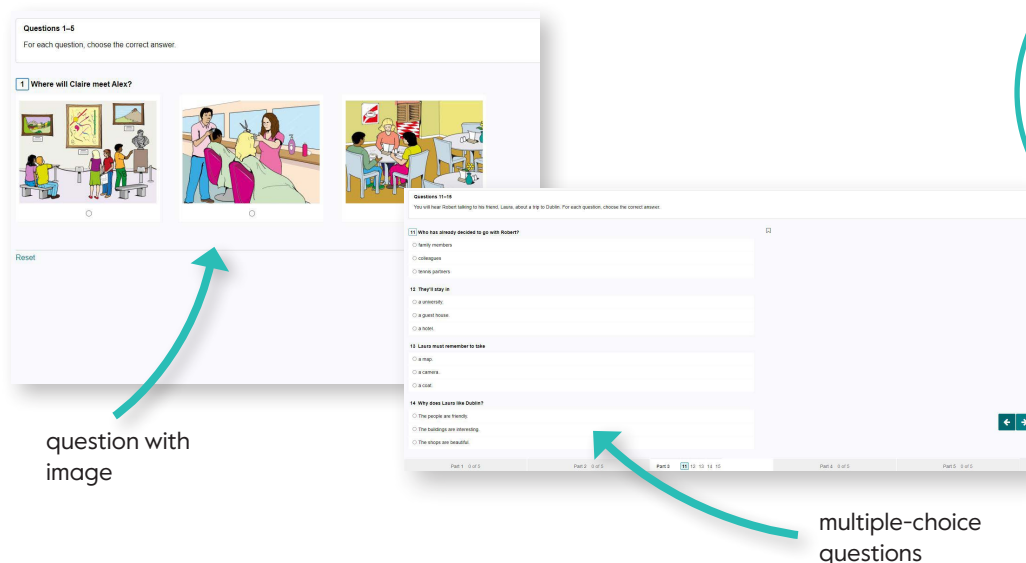 Questions 1–5
For each question, choose the correct answer.
1 Where will Claire meet Alex?
Reset
question with
image
Questions 11–15
You will hear Robert talking to his friend, Laura, about a trip to Dublin. For each question, choose the correct answer.
11 Who has already decided to go with Robert?
family members
colleagues
tennis partners
12 They'll stay in
a university.
a guest house.
a hotel.
13 Laura must remember to take
a map.
a camera.
a coat.
14 Why does Laura like Dublin?
The people are friendly.
The buildings are interesting.
The shops are beautiful.
Part 1 0 of 5 Part 2 0 of 5 Part 3 11 12 13 14 15 Part 4 0 of 5 Part 5 0 of 5
multiple-choice
questions